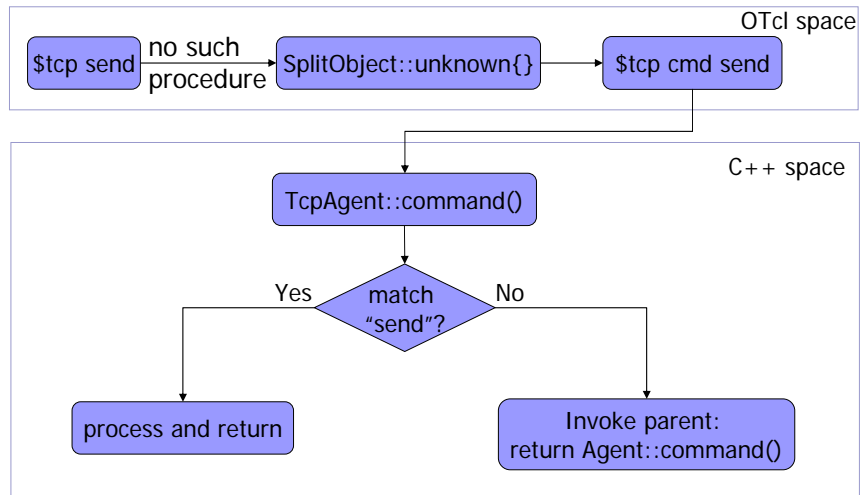 OTcl space
$tcp send
no such
procedure
SplitObject::unknown{}
$tcp cmd send
C++ space
TcpAgent::command()
match
“send”?
Yes
No
process and return
Invoke parent:
return Agent::command()